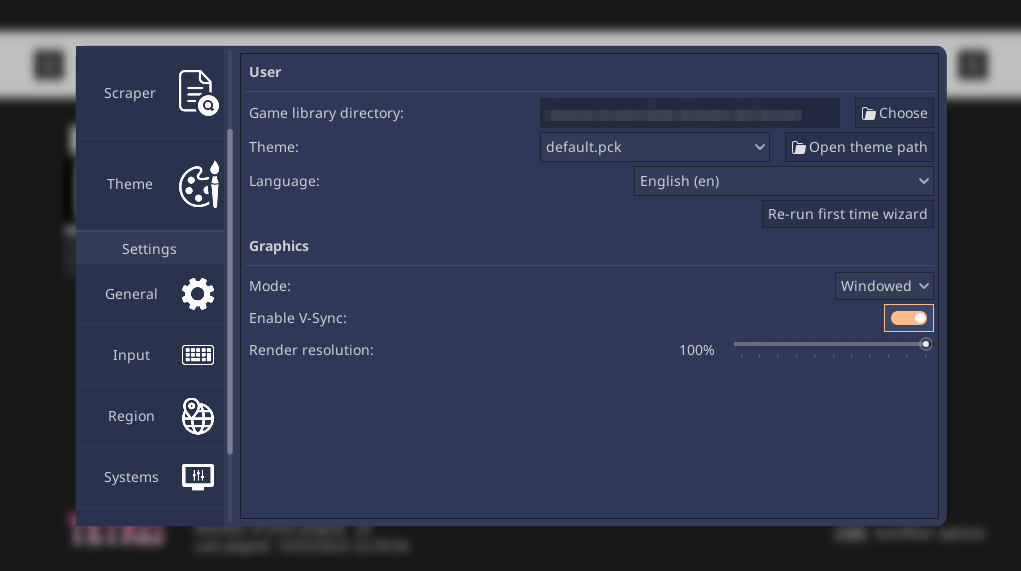 Scraper
Theme
Settings
General
Input
Region
Systems
User
Game library directory:
Choose
Theme:
default.pck
Open theme path
Language:
English (en)
Re-run first time wizard
Graphics
Mode:
Windowed
Enable V-Sync:
Render resolution:
100%